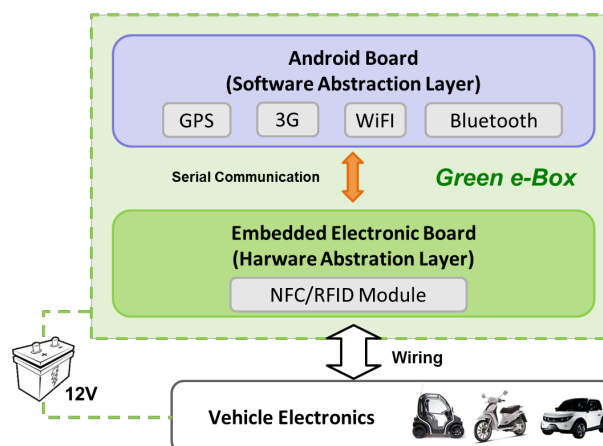 Android Board
(Software Abstraction Layer)
GPS 3G WiFI Bluetooth
Serial Communication
Green e-Box
Embedded Electronic Board
(Harware Abstration Layer)
NFC/RFID Module
Wiring
12V
Vehicle Electronics